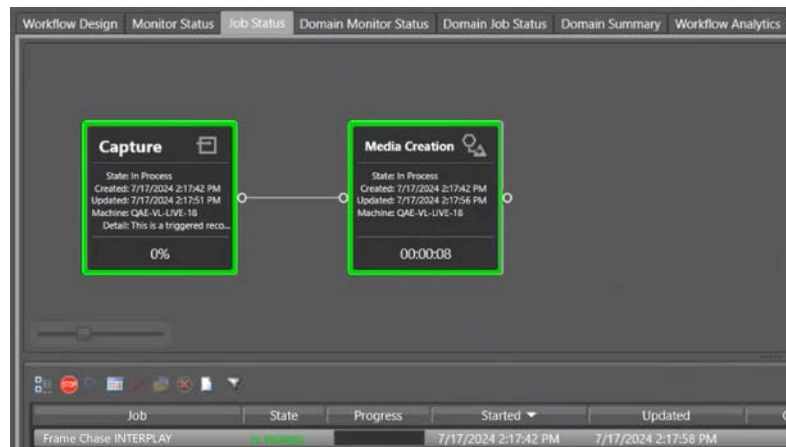 Workflow Design Monitor Status Job Status Domain Monitor Status Domain Job Status Domain Summary Workflow Analytics
Capture
State: In Process
Created: 7/17/2024 2:17:42 PM
Updated: 7/17/2024 2:17:51 PM
Machine: QAE-VL-LIVE-18
Detail: This is a triggered reco...
0%
Media Creation
State: In Process
Created: 7/17/2024 2:17:42 PM
Updated: 7/17/2024 2:17:56 PM
Machine: QAE-VL-LIVE-18
00:00:08
STOP
Job State Progress Started Updated
Frame Chase INTERPLAY 7/17/2024 2:17:42 PM 7/17/2024 2:17:58 PM